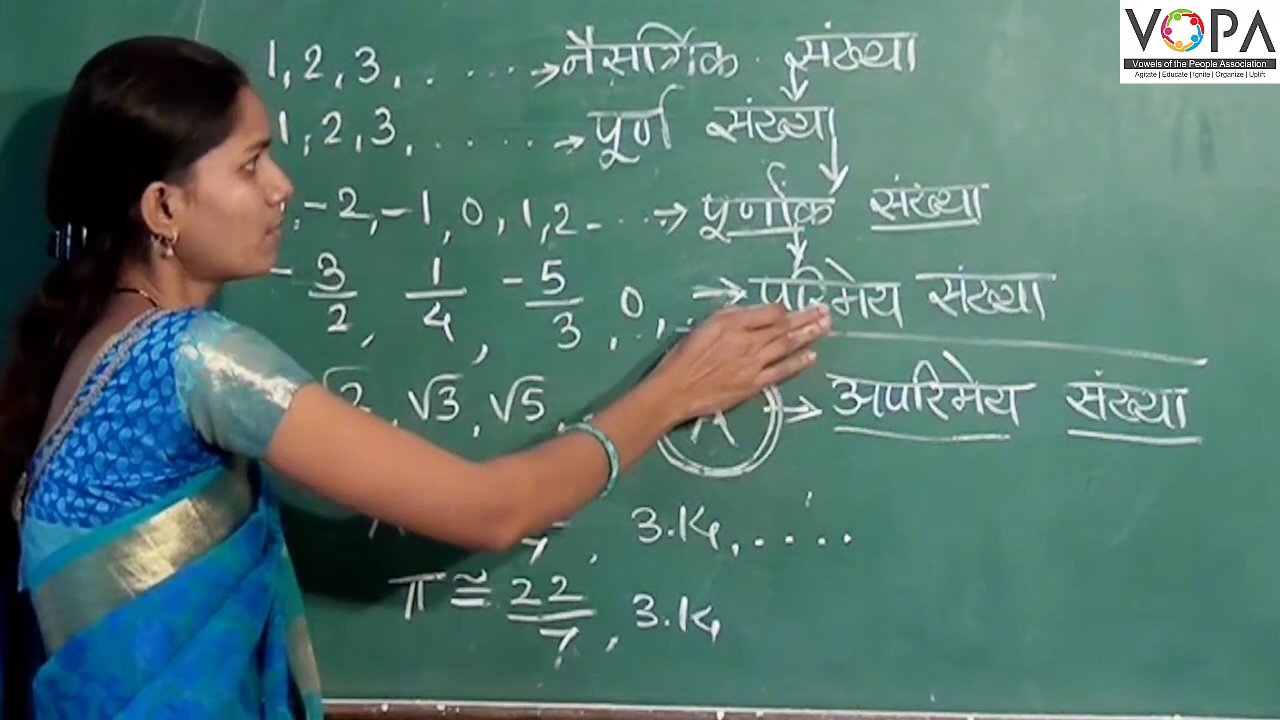 VOPA
Vowels of the People Association
Agitate | Educate | Ignite | Organize | Uplift
1, 2, 3, ..... → नैसर्गिक संख्या
1, 2, 3, ..... → पूर्ण संख्या
-2, -1, 0, 1, 2 .... → पूर्णांक संख्या
- 3/2, 1/4, -5/3, 0, .. → परिमेय संख्या
√2, √3, √5, π → अपरिमेय संख्या
7, 3.14, ....
π ≅ 22/7, 3.14